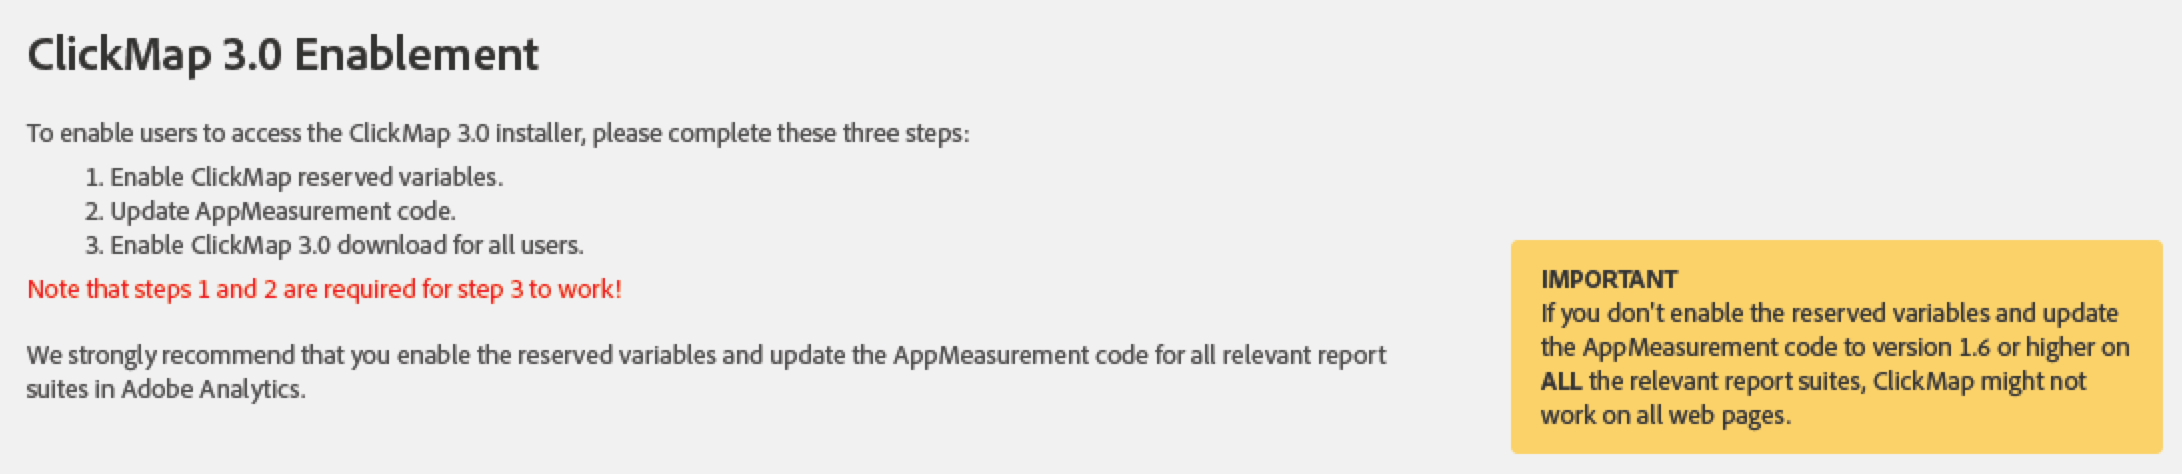 ClickMap 3.0 Enablement
To enable users to access the ClickMap 3.0 installer, please complete these three steps:
1. Enable ClickMap reserved variables.
2. Update AppMeasurement code.
3. Enable ClickMap 3.0 download for all users.
Note that steps 1 and 2 are required for step 3 to work!
We strongly recommend that you enable the reserved variables and update the AppMeasurement code for all relevant report
suites in Adobe Analytics.
IMPORTANT
If you don't enable the reserved variables and update
the AppMeasurement code to version 1.6 or higher on
ALL the relevant report suites, ClickMap might not
work on all web pages.